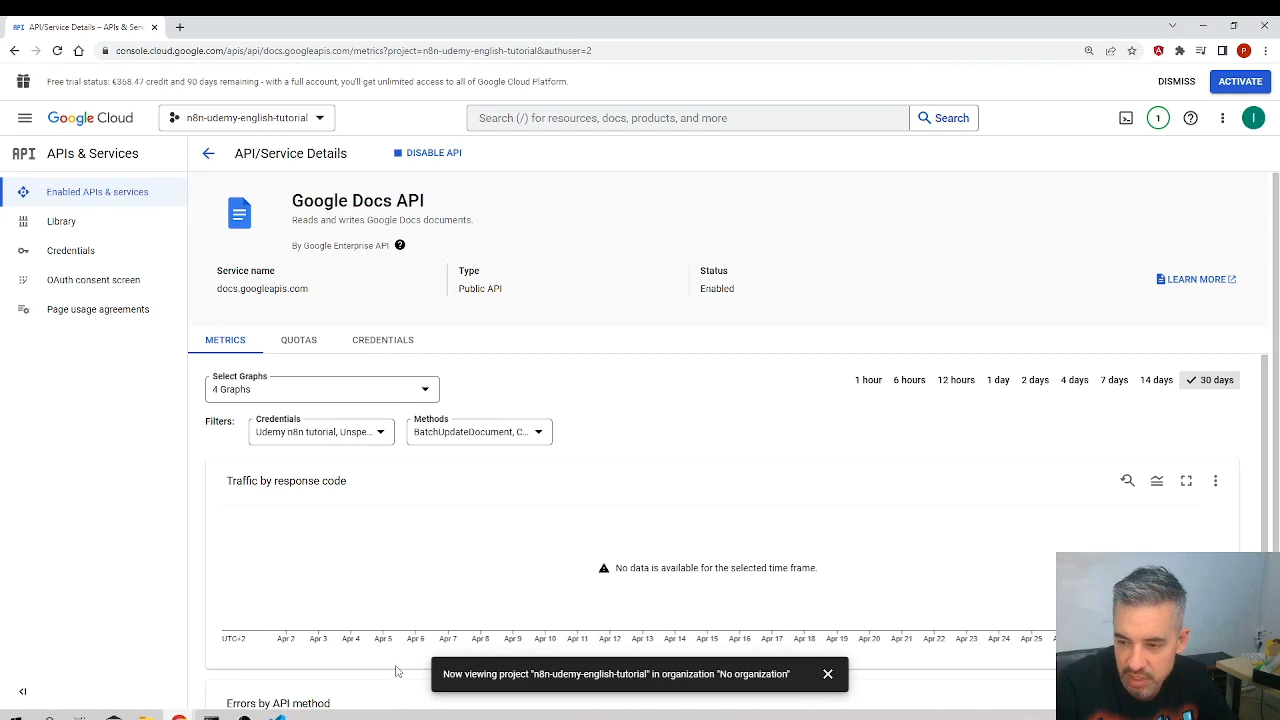 API/Service Details – APIs & Serv
console.cloud.google.com/apis/api/docs.googleapis.com/metrics?project=n8n-udemy-english-tutorial&authuser=2
P
Free trial status: €368.47 credit and 90 days remaining - with a full account, you'll get unlimited access to all of Google Cloud Platform.
DISMISS
ACTIVATE
Google Cloud
n8n-udemy-english-tutorial
Search (/) for resources, docs, products, and more
Search
1
I
API APIs & Services
API/Service Details
DISABLE API
Enabled APIs & services
Library
Credentials
OAuth consent screen
Page usage agreements
Google Docs API
Reads and writes Google Docs documents.
By Google Enterprise API
Service name
docs.googleapis.com
Type
Public API
Status
Enabled
LEARN MORE
METRICS QUOTAS CREDENTIALS
Select Graphs
4 Graphs
1 hour 6 hours 12 hours 1 day 2 days 4 days 7 days 14 days 30 days
Filters:
Credentials
Udemy n8n tutorial, Unspe...
Methods
BatchUpdateDocument, C...
Traffic by response code
No data is available for the selected time frame.
UTC+2 Apr 2 Apr 3 Apr 4 Apr 5 Apr 6 Apr 7 Apr 8 Apr 9 Apr 10 Apr 11 Apr 12 Apr 13 Apr 14 Apr 15 Apr 16 Apr 17 Apr 18 Apr 19 Apr 20 Apr 21 Apr 22 Apr 23 Apr 24 Apr 25
Now viewing project "n8n-udemy-english-tutorial" in organization "No organization"
Errors by API method